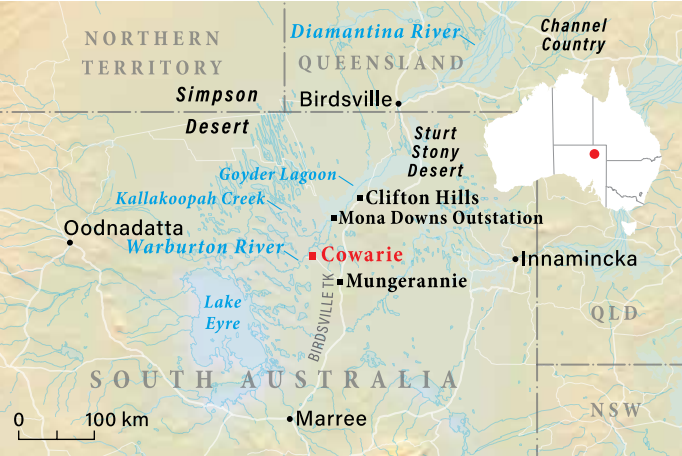 NORTHERN
TERRITORY
Diamantina River
QUEENSLAND
Channel
Country
Simpson
Desert
Birdsville
Sturt
Stony
Desert
Goyder Lagoon
Kallakoopah Creek
Clifton Hills
Mona Downs Outstation
Oodnadatta
Warburton River
Cowarie
Innamincka
Mungerannie
Lake
Eyre
BIRDSVILLE TK
QLD
SOUTH AUSTRALIA
NSW
0 100 km
Marree